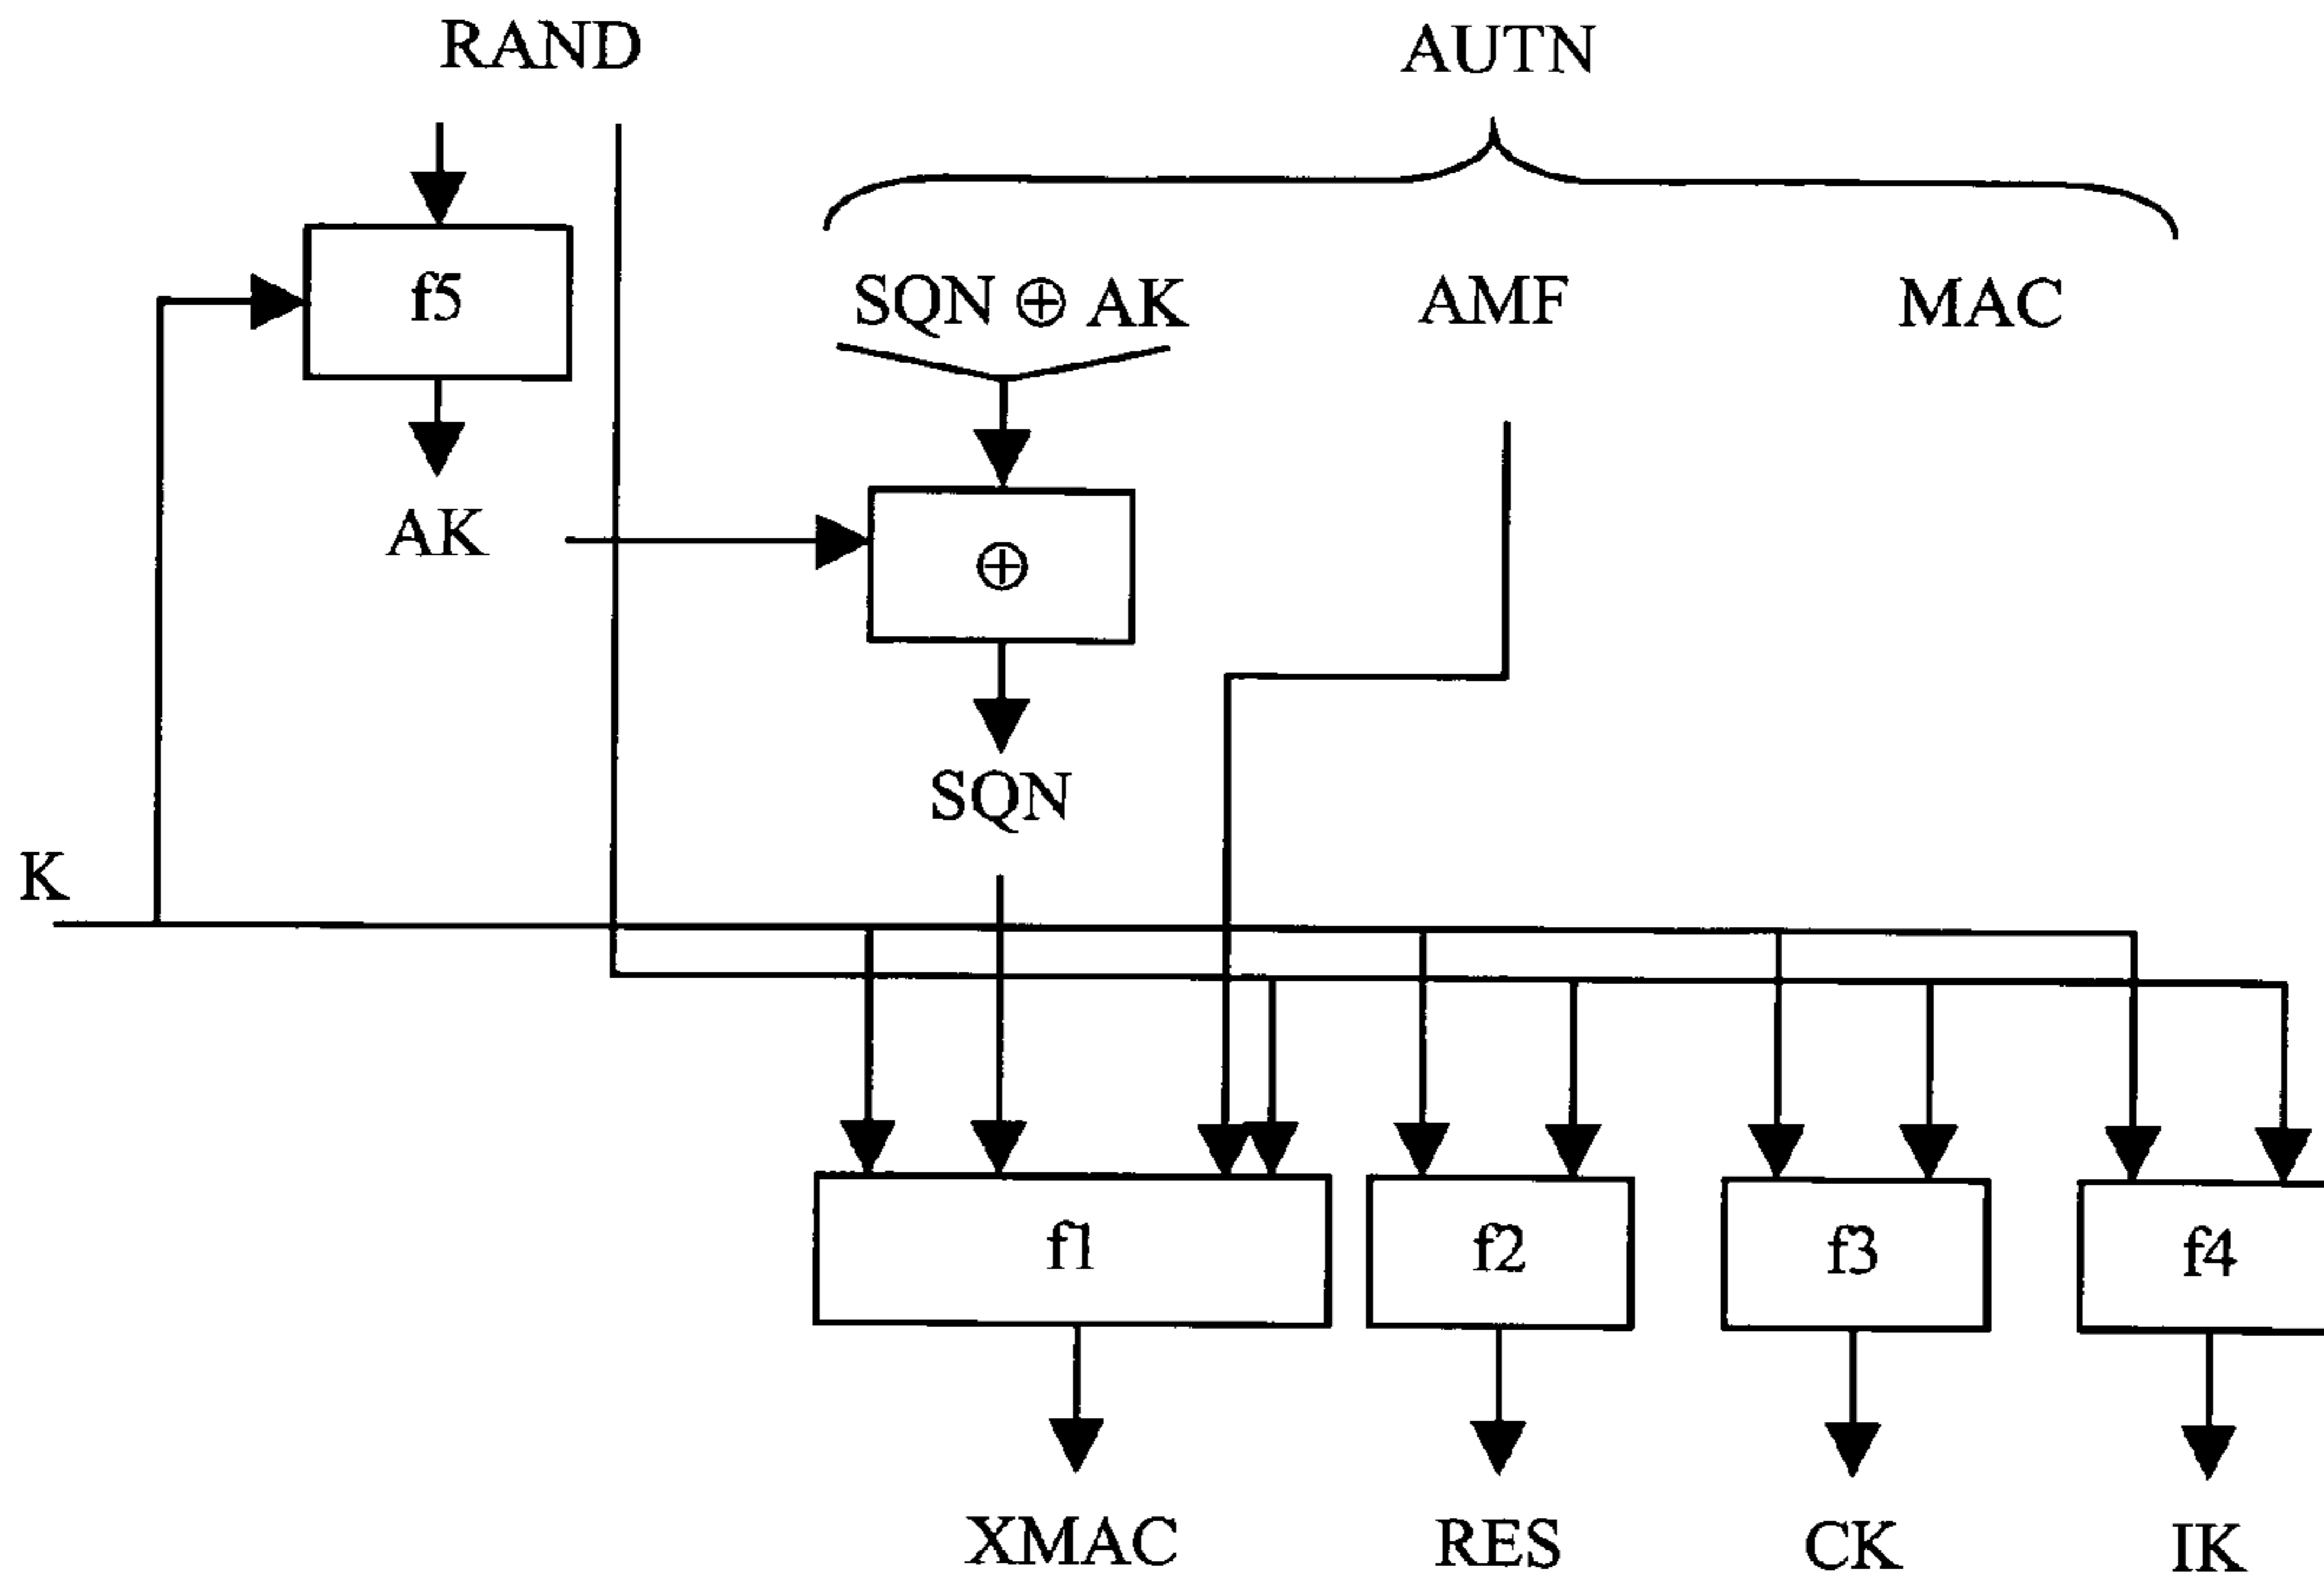 RAND AUTN
f5 SQN ⊕ AK AMF MAC
AK ⊕
SQN
K
f1 f2 f3 f4
XMAC RES CK IK